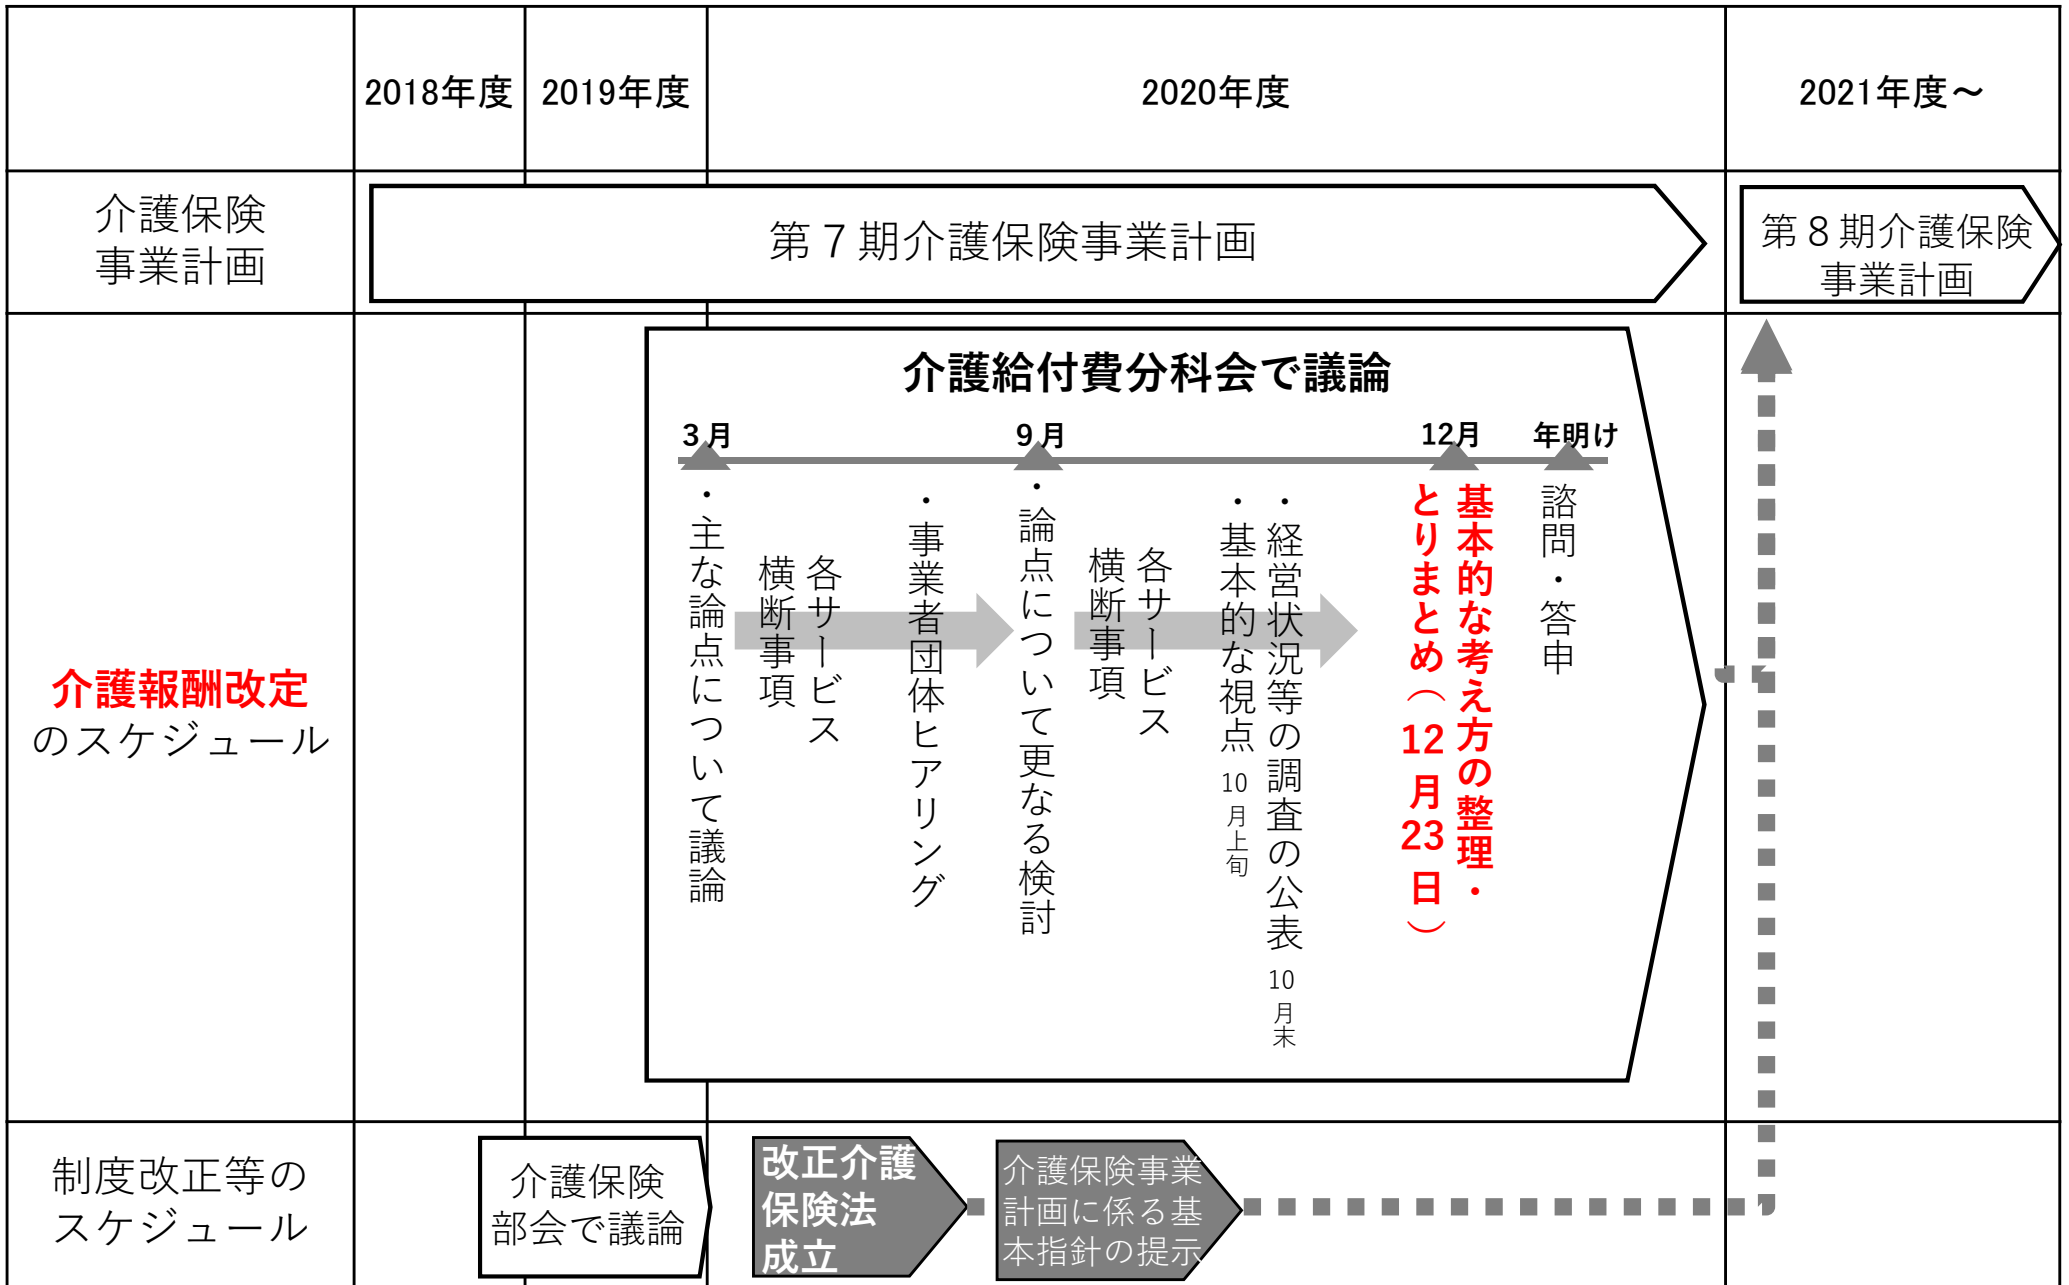 2018年度
2019年度
2020年度
2021年度～
介護保険
事業計画
第７期介護保険事業計画
第８期介護保険
事業計画
介護報酬改定
のスケジュール
介護給付費分科会で議論
3月
9月
12月
年明け
・主な論点について議論
各サービス
横断事項
・事業者団体ヒアリング
・論点について更なる検討
各サービス
横断事項
・経営状況等の調査の公表 10月末
・基本的な視点 10月上旬
基本的な考え方の整理・
とりまとめ（12月23日）
諮問・答申
制度改正等の
スケジュール
介護保険
部会で議論
改正介護
保険法
成立
介護保険事業
計画に係る基
本指針の提示